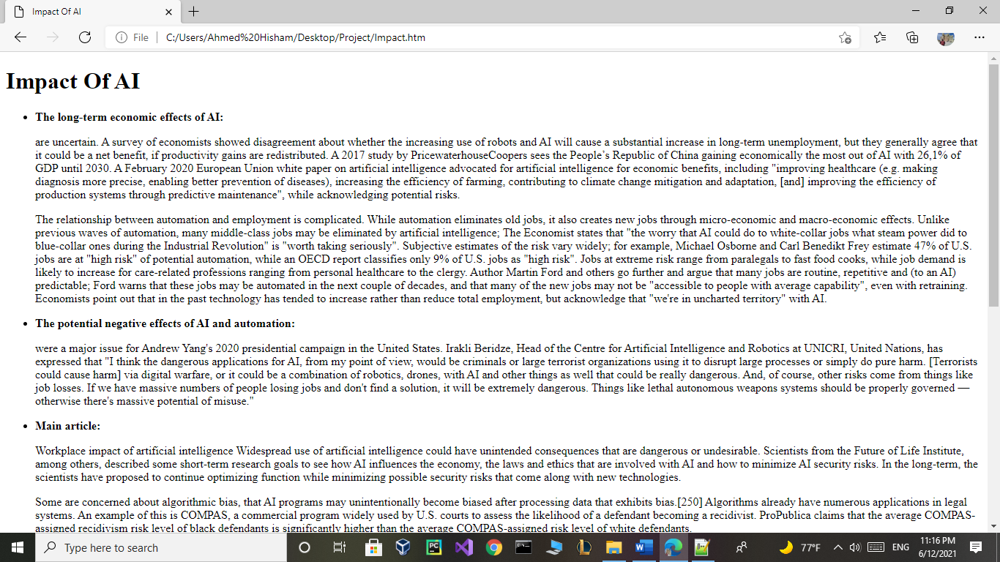 Impact Of AI
File
C:/Users/Ahmed%20Hisham/Desktop/Project/Impact.htm
Impact Of AI
• The long-term economic effects of AI:
are uncertain. A survey of economists showed disagreement about whether the increasing use of robots and AI will cause a substantial increase in long-term unemployment, but they generally agree that
it could be a net benefit, if productivity gains are redistributed. A 2017 study by PricewaterhouseCoopers sees the People’s Republic of China gaining economically the most out of AI with 26,1% of
GDP until 2030. A February 2020 European Union white paper on artificial intelligence advocated for artificial intelligence for economic benefits, including "improving healthcare (e.g. making
diagnosis more precise, enabling better prevention of diseases), increasing the efficiency of farming, contributing to climate change mitigation and adaptation, [and] improving the efficiency of
production systems through predictive maintenance", while acknowledging potential risks.
The relationship between automation and employment is complicated. While automation eliminates old jobs, it also creates new jobs through micro-economic and macro-economic effects. Unlike
previous waves of automation, many middle-class jobs may be eliminated by artificial intelligence; The Economist states that "the worry that AI could do to white-collar jobs what steam power did to
blue-collar ones during the Industrial Revolution" is "worth taking seriously". Subjective estimates of the risk vary widely; for example, Michael Osborne and Carl Benedikt Frey estimate 47% of U.S.
jobs are at "high risk" of potential automation, while an OECD report classifies only 9% of U.S. jobs as "high risk". Jobs at extreme risk range from paralegals to fast food cooks, while job demand is
likely to increase for care-related professions ranging from personal healthcare to the clergy. Author Martin Ford and others go further and argue that many jobs are routine, repetitive and (to an AI)
predictable; Ford warns that these jobs may be automated in the next couple of decades, and that many of the new jobs may not be "accessible to people with average capability", even with retraining.
Economists point out that in the past technology has tended to increase rather than reduce total employment, but acknowledge that "we're in uncharted territory" with AI.
• The potential negative effects of AI and automation:
were a major issue for Andrew Yang's 2020 presidential campaign in the United States. Irakli Beridze, Head of the Centre for Artificial Intelligence and Robotics at UNICRI, United Nations, has
expressed that "I think the dangerous applications for AI, from my point of view, would be criminals or large terrorist organizations using it to disrupt large processes or simply do pure harm. [Terrorists
could cause harm] via digital warfare, or it could be a combination of robotics, drones, with AI and other things as well that could be really dangerous. And, of course, other risks come from things like
job losses. If we have massive numbers of people losing jobs and don't find a solution, it will be extremely dangerous. Things like lethal autonomous weapons systems should be properly governed —
otherwise there's massive potential of misuse."
• Main article:
Workplace impact of artificial intelligence Widespread use of artificial intelligence could have unintended consequences that are dangerous or undesirable. Scientists from the Future of Life Institute,
among others, described some short-term research goals to see how AI influences the economy, the laws and ethics that are involved with AI and how to minimize AI security risks. In the long-term, the
scientists have proposed to continue optimizing function while minimizing possible security risks that come along with new technologies.
Some are concerned about algorithmic bias, that AI programs may unintentionally become biased after processing data that exhibits bias.[250] Algorithms already have numerous applications in legal
systems. An example of this is COMPAS, a commercial program widely used by U.S. courts to assess the likelihood of a defendant becoming a recidivist. ProPublica claims that the average COMPAS-
assigned recidivism risk level of black defendants is significantly higher than the average COMPAS-assigned risk level of white defendants.
Type here to search
PC
77°F
ENG
11:16 PM
6/12/2021